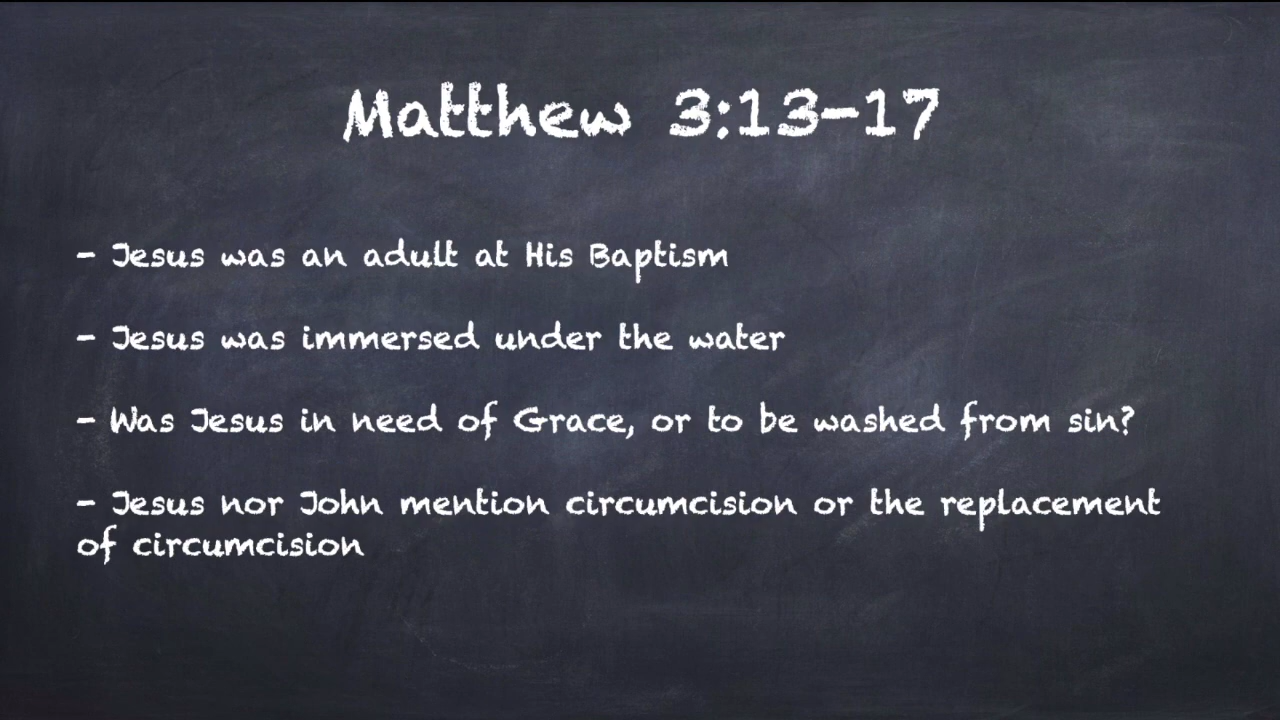 Matthew 3:13-17
- Jesus was an adult at His Baptism
- Jesus was immersed under the water
- Was Jesus in need of Grace, or to be washed from sin?
- Jesus nor John mention circumcision or the replacement
of circumcision